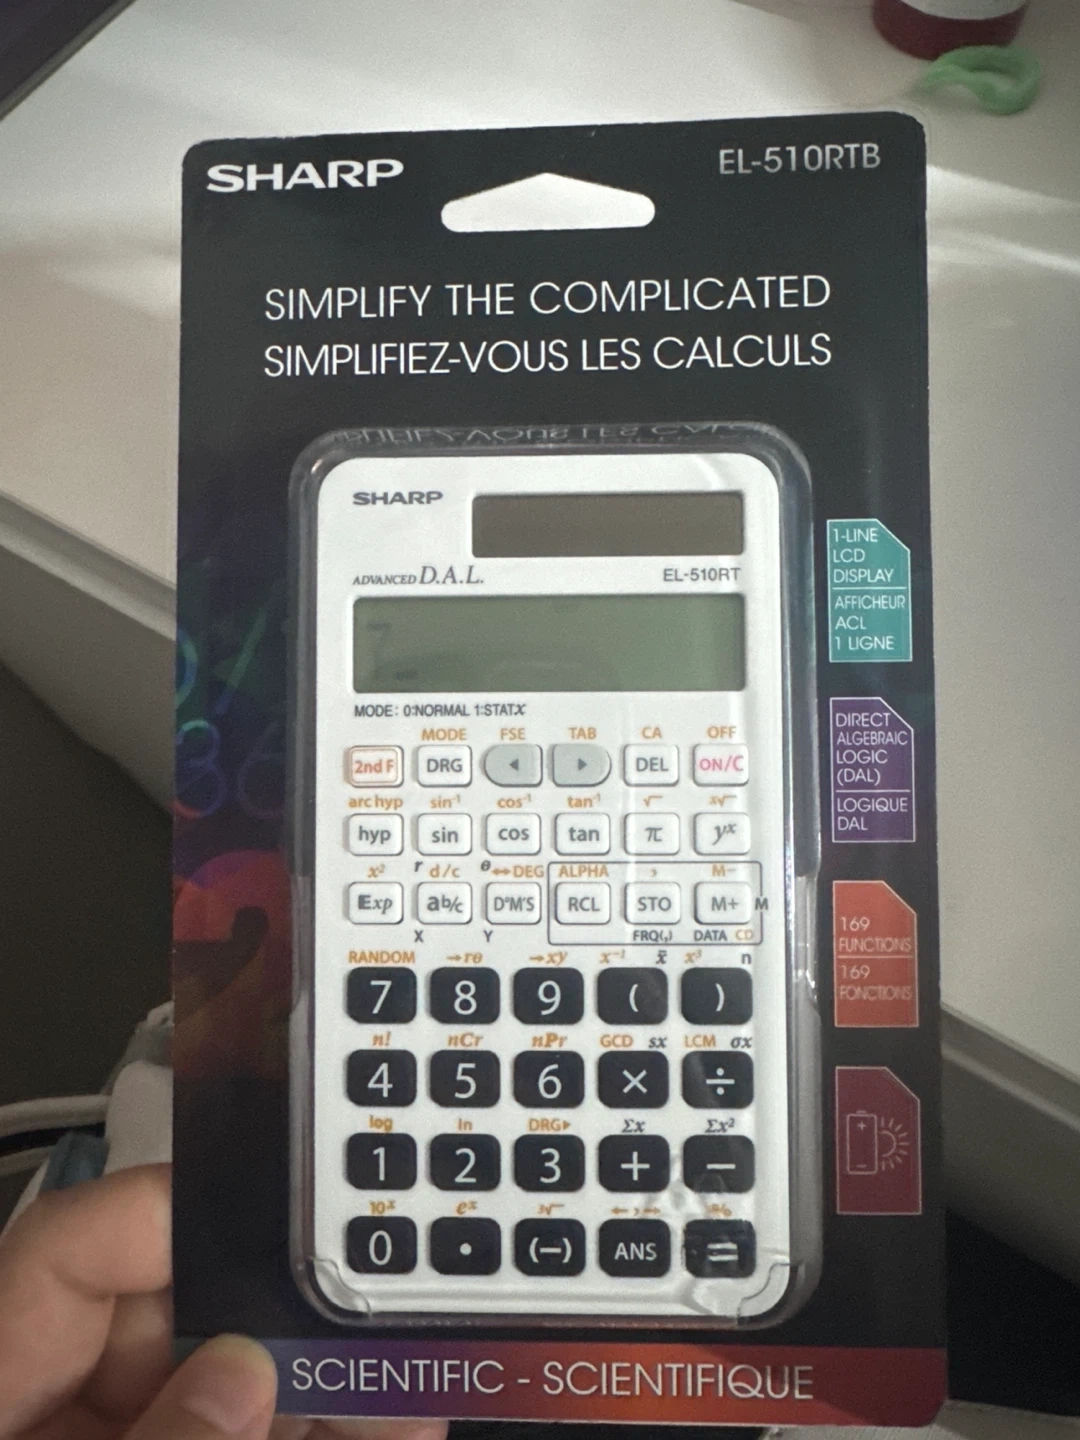 SHARP
EL-510RTB
SIMPLIFY THE COMPLICATED
SIMPLIFIEZ-VOUS LES CALCULS
SHARP
ADVANCED D.A.L.
EL-510RT
MODE: 0:NORMAL 1:STATx
MODE FSE TAB CA OFF
2nd F DRG ◀ ▶ DEL ON/C
arc hyp sin⁻¹ cos⁻¹ tan⁻¹ √ ˣ√
hyp sin cos tan π yˣ
x² r d/c θ ↔DEG ALPHA , M−
Exp ab/c D°M'S RCL STO M+ M
X Y FRQ(,) DATA CD
RANDOM →rθ →xy x⁻¹ x̄ x³ n
7 8 9 ( )
n! nCr nPr GCD sx LCM σx
4 5 6 × ÷
log ln DRG▸ Σx Σx²
1 2 3 + −
10ˣ eˣ ³√ ←,→ %
0 • (−) ANS =
1-LINE
LCD
DISPLAY
AFFICHEUR
ACL
1 LIGNE
DIRECT
ALGEBRAIC
LOGIC
(DAL)
LOGIQUE
DAL
169
FUNCTIONS
169
FONCTIONS
SCIENTIFIC - SCIENTIFIQUE